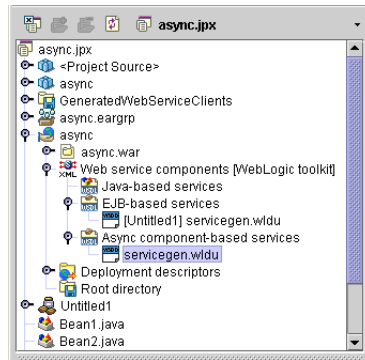 async.jpx
async.jpx
<Project Source>
async
GeneratedWebServiceClients
async.eargrp
async
async.war
XML Web service components [WebLogic toolkit]
Java-based services
EJB-based services
[Untitled1] servicegen.wldu
Async component-based services
servicegen.wldu
Deployment descriptors
Root directory
Untitled1
Bean1.java
Bean2.java